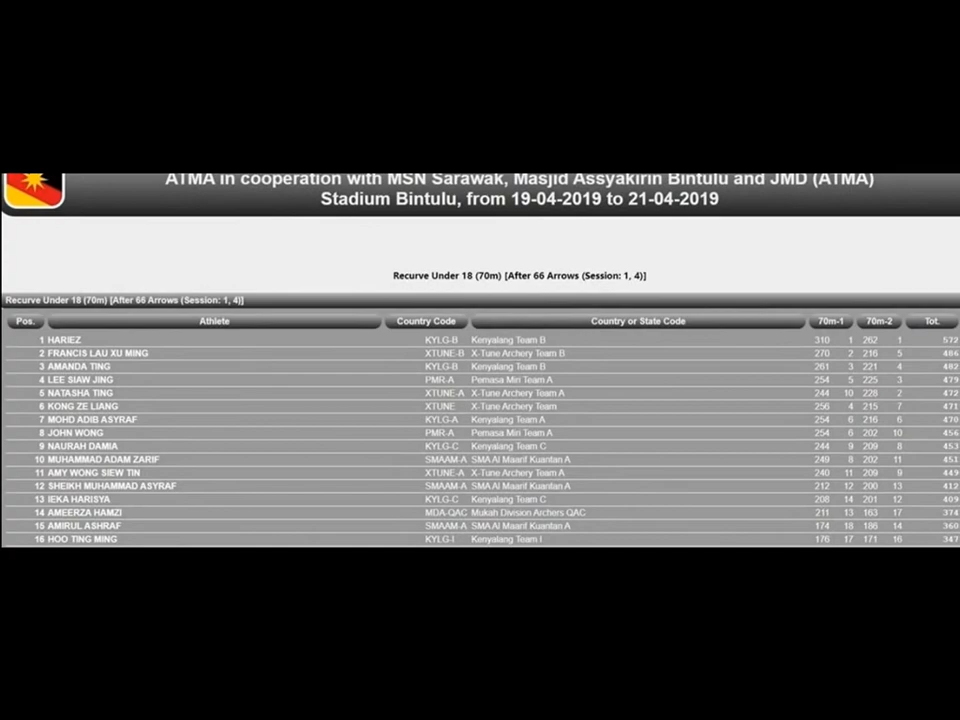 ATMA in cooperation with MSN Sarawak, Masjid Assyakirin Bintulu and JMD (ATMA)
Stadium Bintulu, from 19-04-2019 to 21-04-2019
Recurve Under 18 (70m) [After 66 Arrows (Session: 1, 4)]
Recurve Under 18 (70m) [After 66 Arrows (Session: 1, 4)]
Pos. Athlete Country Code Country or State Code 70m-1 70m-2 Tot.
1 HARIEZ KYLG-B Kenyalang Team B 310 1 262 1 572
2 FRANCIS LAU XU MING XTUNE-B X-Tune Archery Team B 270 2 216 5 486
3 AMANDA TING KYLG-B Kenyalang Team B 261 3 221 4 482
4 LEE SIAW JING PMR-A Pemasa Miri Team A 254 5 225 3 479
5 NATASHA TING XTUNE-A X-Tune Archery Team A 244 10 228 2 472
6 KONG ZE LIANG XTUNE X-Tune Archery Team 256 4 215 7 471
7 MOHD ADIB ASYRAF KYLG-A Kenyalang Team A 254 6 216 6 470
8 JOHN WONG PMR-A Pemasa Miri Team A 254 6 202 10 456
9 NAURAH DAMIA KYLG-C Kenyalang Team C 244 9 209 8 453
10 MUHAMMAD ADAM ZARIF SMAAM-A SMA Al Maarif Kuantan A 249 8 202 11 451
11 AMY WONG SIEW TIN XTUNE-A X-Tune Archery Team A 240 11 209 9 449
12 SHEIKH MUHAMMAD ASYRAF SMAAM-A SMA Al Maarif Kuantan A 212 12 200 13 412
13 IEKA HARISYA KYLG-C Kenyalang Team C 208 14 201 12 409
14 AMEERZA HAMZI MDA-QAC Mukah Division Archers QAC 211 13 163 17 374
15 AMIRUL ASHRAF SMAAM-A SMA Al Maarif Kuantan A 174 18 186 14 360
16 HOO TING MING KYLG-I Kenyalang Team I 176 17 171 16 347